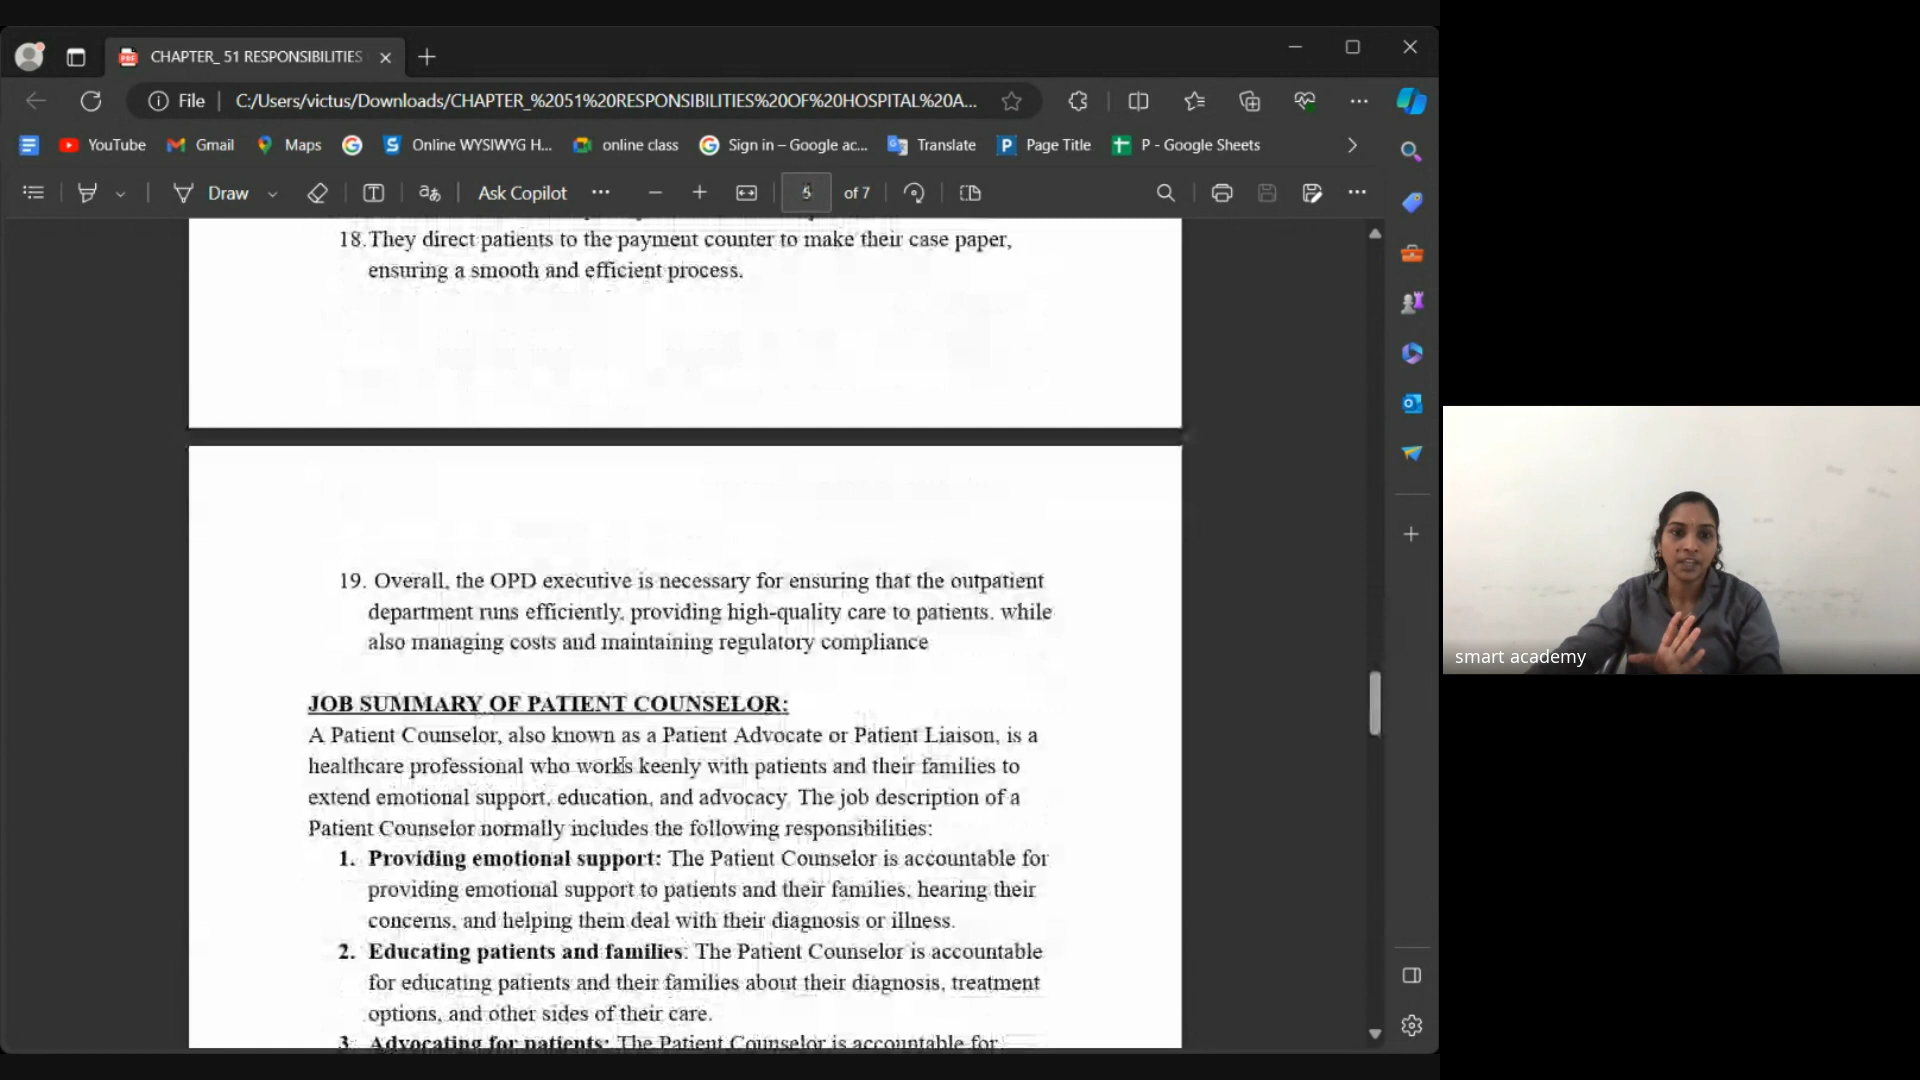 CHAPTER_ 51 RESPONSIBILITIES
File
C:/Users/victus/Downloads/CHAPTER_%2051%20RESPONSIBILITIES%20OF%20HOSPITAL%20A...
YouTube
Gmail
Maps
Online WYSIWYG H...
online class
Sign in – Google ac...
Translate
Page Title
P - Google Sheets
Draw
Ask Copilot
of 7
18.They direct patients to the payment counter to make their case paper,
ensuring a smooth and efficient process.
19. Overall, the OPD executive is necessary for ensuring that the outpatient
department runs efficiently, providing high-quality care to patients, while
also managing costs and maintaining regulatory compliance
JOB SUMMARY OF PATIENT COUNSELOR:
A Patient Counselor, also known as a Patient Advocate or Patient Liaison, is a
healthcare professional who works keenly with patients and their families to
extend emotional support, education, and advocacy. The job description of a
Patient Counselor normally includes the following responsibilities:
1. Providing emotional support: The Patient Counselor is accountable for
providing emotional support to patients and their families, hearing their
concerns, and helping them deal with their diagnosis or illness.
2. Educating patients and families: The Patient Counselor is accountable
for educating patients and their families about their diagnosis, treatment
options, and other sides of their care.
3. Advocating for patients: The Patient Counselor is accountable for
smart academy